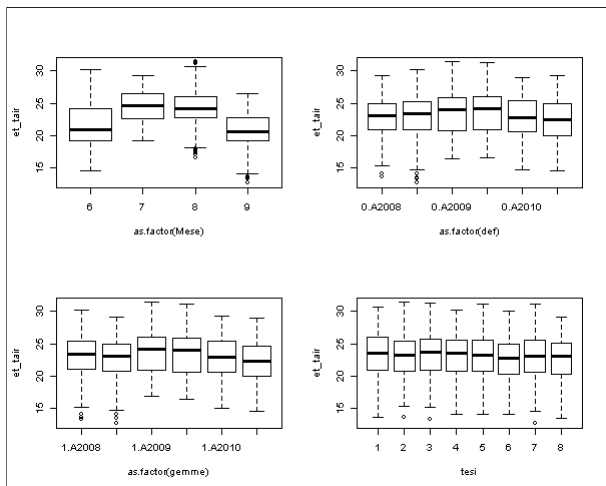 et_tair
30
25
20
15
6 7 8 9
as.factor(Mese)
et_tair
30
25
20
15
0.A2008 0.A2009 0.A2010
as.factor(def)
et_tair
30
25
20
15
1.A2008 1.A2009 1.A2010
as.factor(gemme)
et_tair
30
25
20
15
1 2 3 4 5 6 7 8
tesi